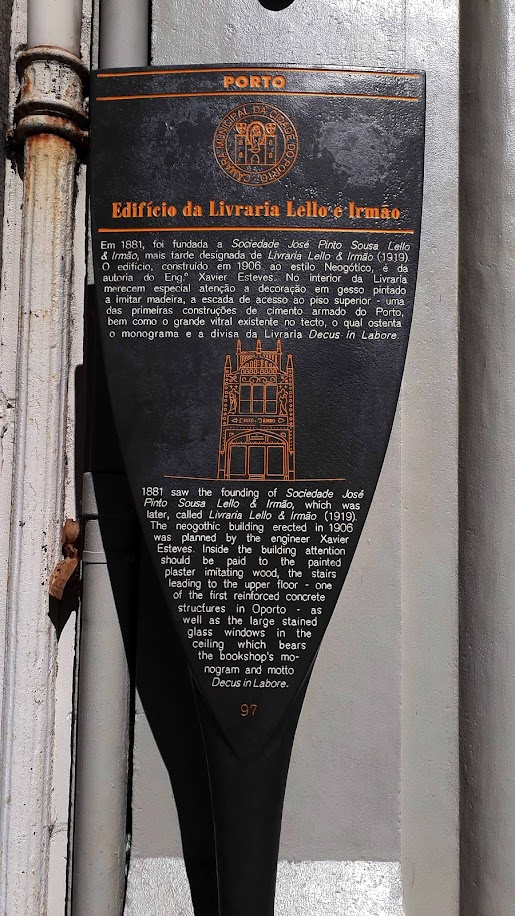 PORTO
CÂMARA MUNICIPAL DA CIDADE DO PORTO
Edifício da Livraria Lello e Irmão
Em 1881, foi fundada a Sociedade José Pinto Sousa Lello
& Irmão, mais tarde designada de Livraria Lello & Irmão (1919).
O edifício, construído em 1906 ao estilo Neogótico, é da
autoria do Eng.º Xavier Esteves. No interior da Livraria
merecem especial atenção a decoração em gesso pintado
a imitar madeira, a escada de acesso ao piso superior - uma
das primeiras construções de cimento armado do Porto,
bem como o grande vitral existente no tecto, o qual ostenta
o monograma e a divisa da Livraria Decus in Labore.
1881 saw the founding of Sociedade José
Pinto Sousa Lello & Irmão, which was
later, called Livraria Lello & Irmão (1919).
The neogothic building erected in 1906
was planned by the engineer Xavier
Esteves. Inside the building attention
should be paid to the painted
plaster imitating wood, the stairs
leading to the upper floor - one
of the first reinforced concrete
structures in Oporto - as
well as the large stained
glass windows in the
ceiling which bears
the bookshop's mo-
nogram and motto
Decus in Labore.
97